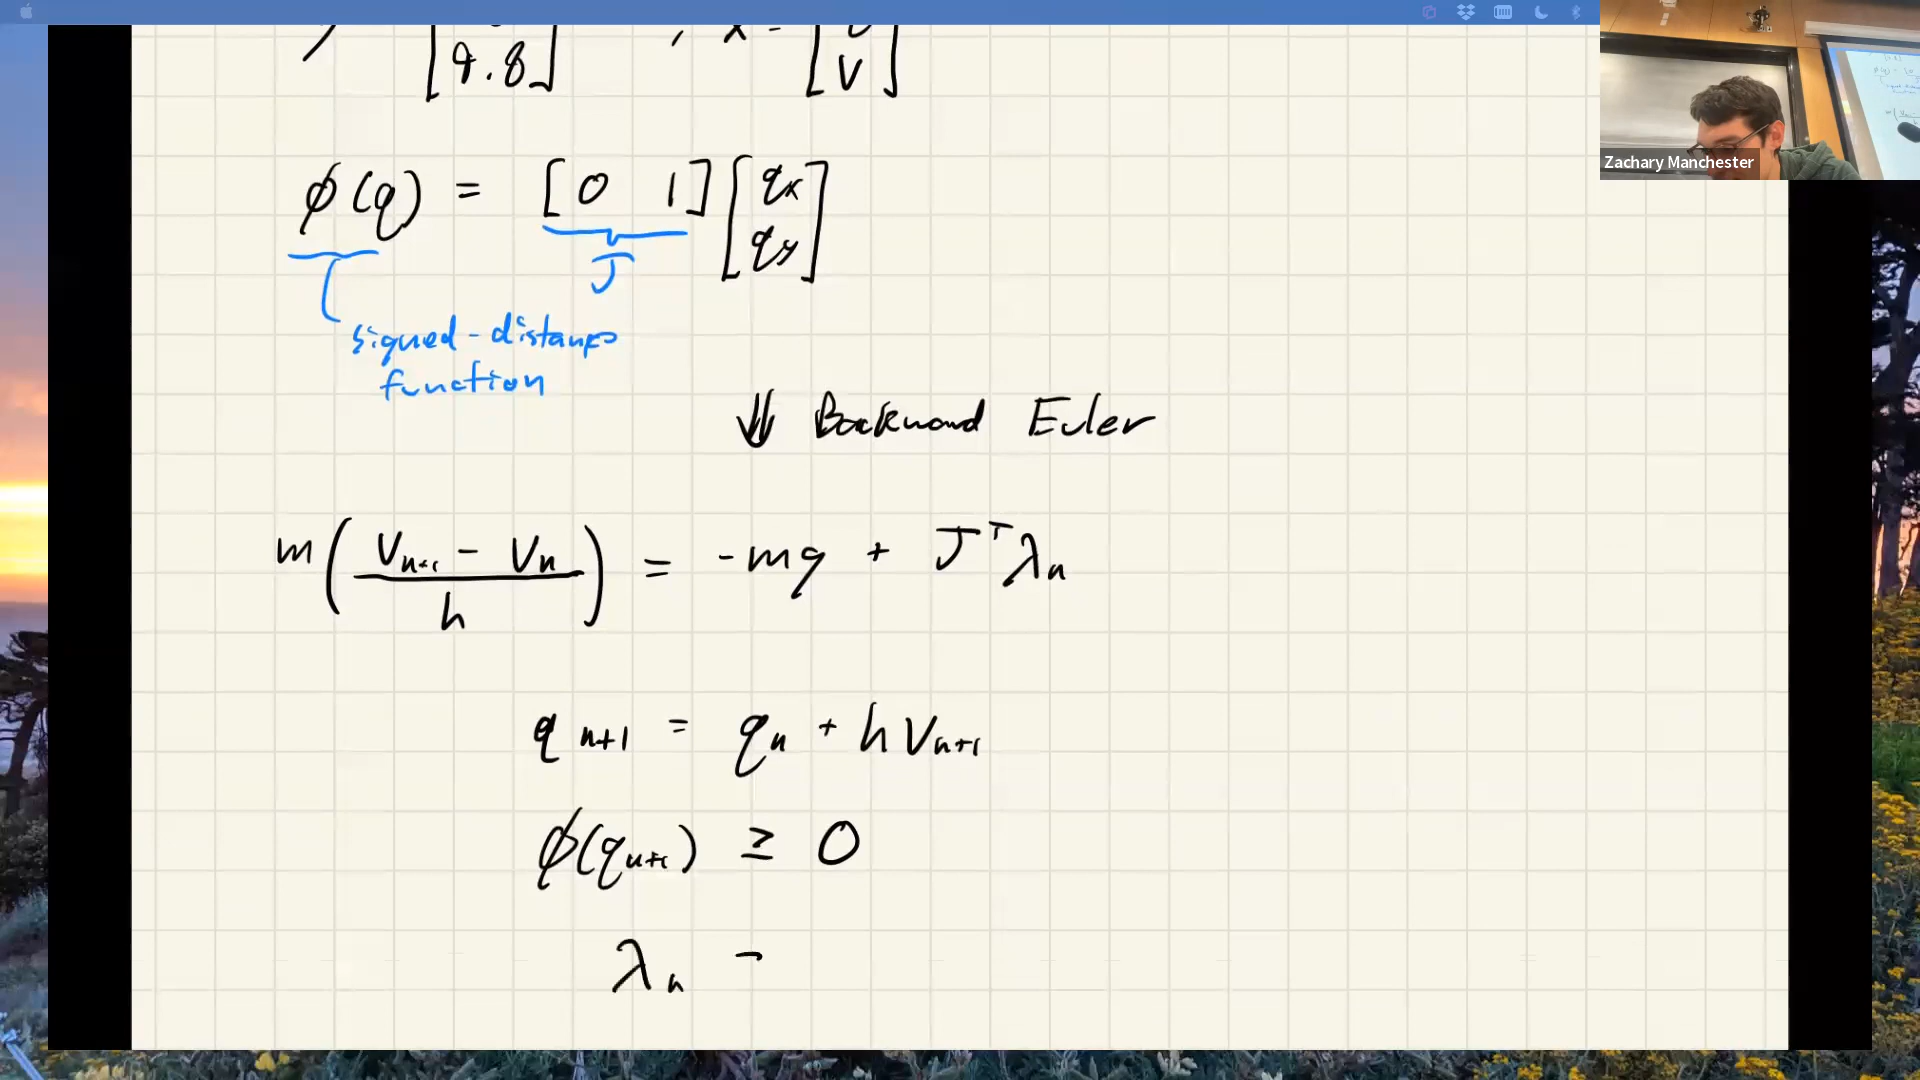 [9.8] , x = [v]
ϕ(q) = [0 1] [qx
qy]
J
signed-distance
function
⇓ Backward Euler
m( (vn+1 - vn) / h ) = -mg + Jᵀλn
qn+1 = qn + hvn+1
ϕ(qn+1) ≥ 0
λn
Zachary Manchester